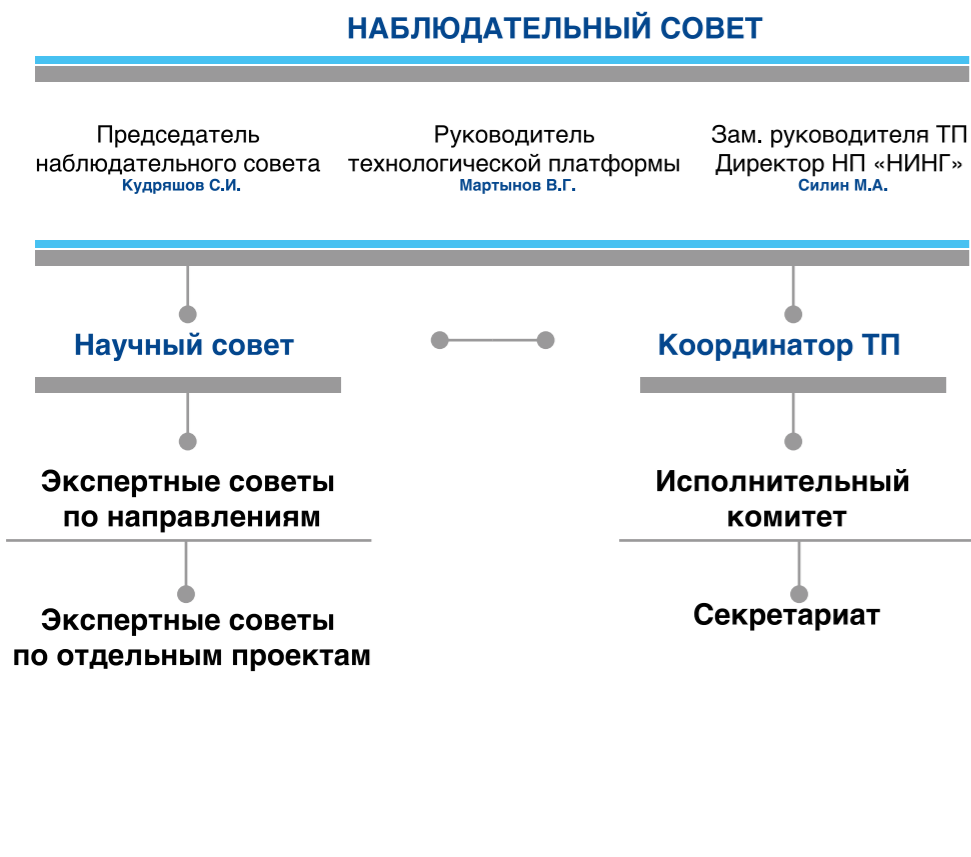 НАБЛЮДАТЕЛЬНЫЙ СОВЕТ
Председатель
наблюдательного совета
Кудряшов С.И.
Руководитель
технологической платформы
Мартынов В.Г.
Зам. руководителя ТП
Директор НП «НИНГ»
Силин М.А.
Научный совет
Координатор ТП
Экспертные советы
по направлениям
Исполнительный
комитет
Экспертные советы
по отдельным проектам
Секретариат